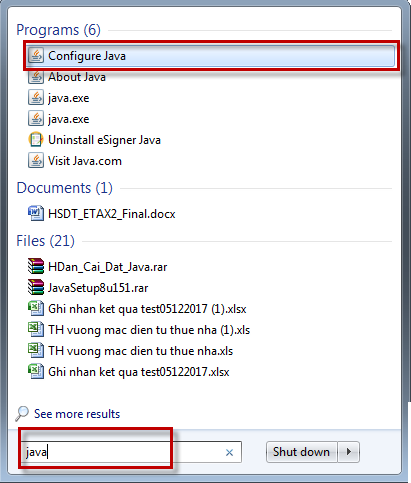 Programs (6)
Configure Java
About Java
java.exe
java.exe
Uninstall eSigner Java
Visit Java.com
Documents (1)
HSDT_ETAX2_Final.docx
Files (21)
HDan_Cai_Dat_Java.rar
JavaSetup8u151.rar
Ghi nhan ket qua test05122017 (1).xlsx
TH vuong mac dien tu thue nha (1).xls
TH vuong mac dien tu thue nha.xls
Ghi nhan ket qua test05122017.xlsx
See more results
java Shut down